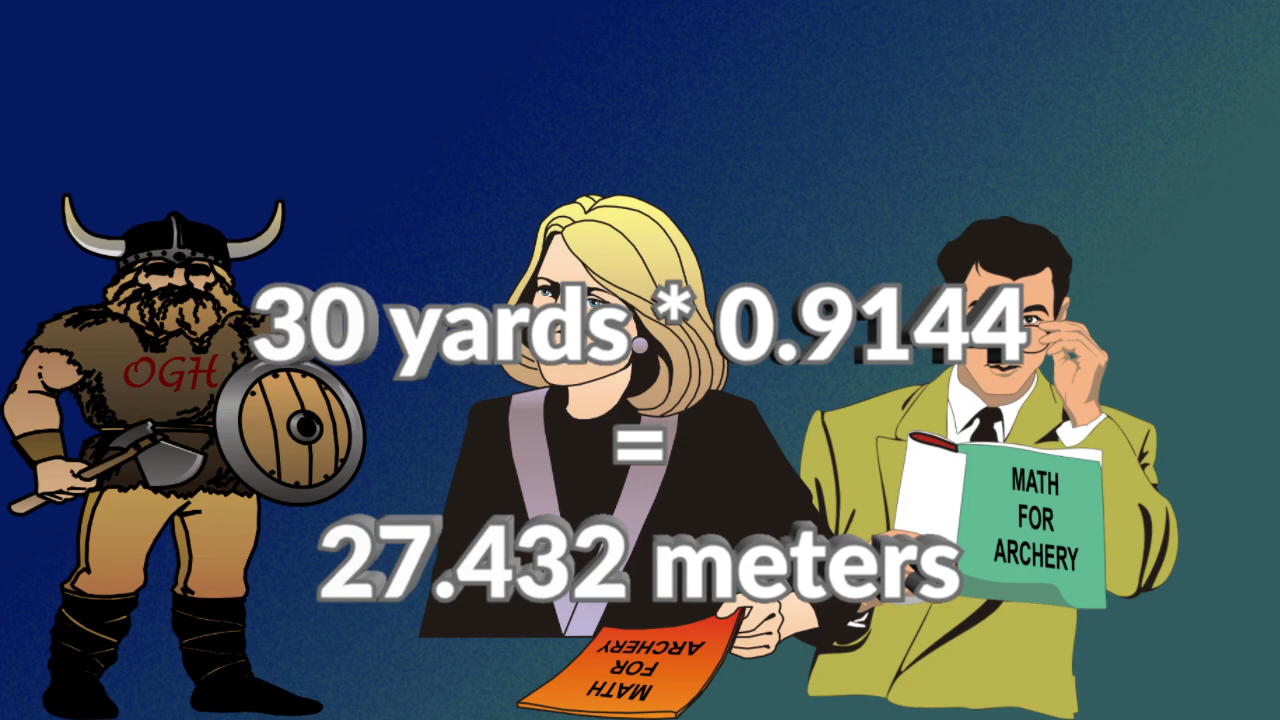 30 yards * 0.9144
=
27.432 meters
OGH
MATH
FOR
ARCHERY
MATH
FOR
ARCHERY